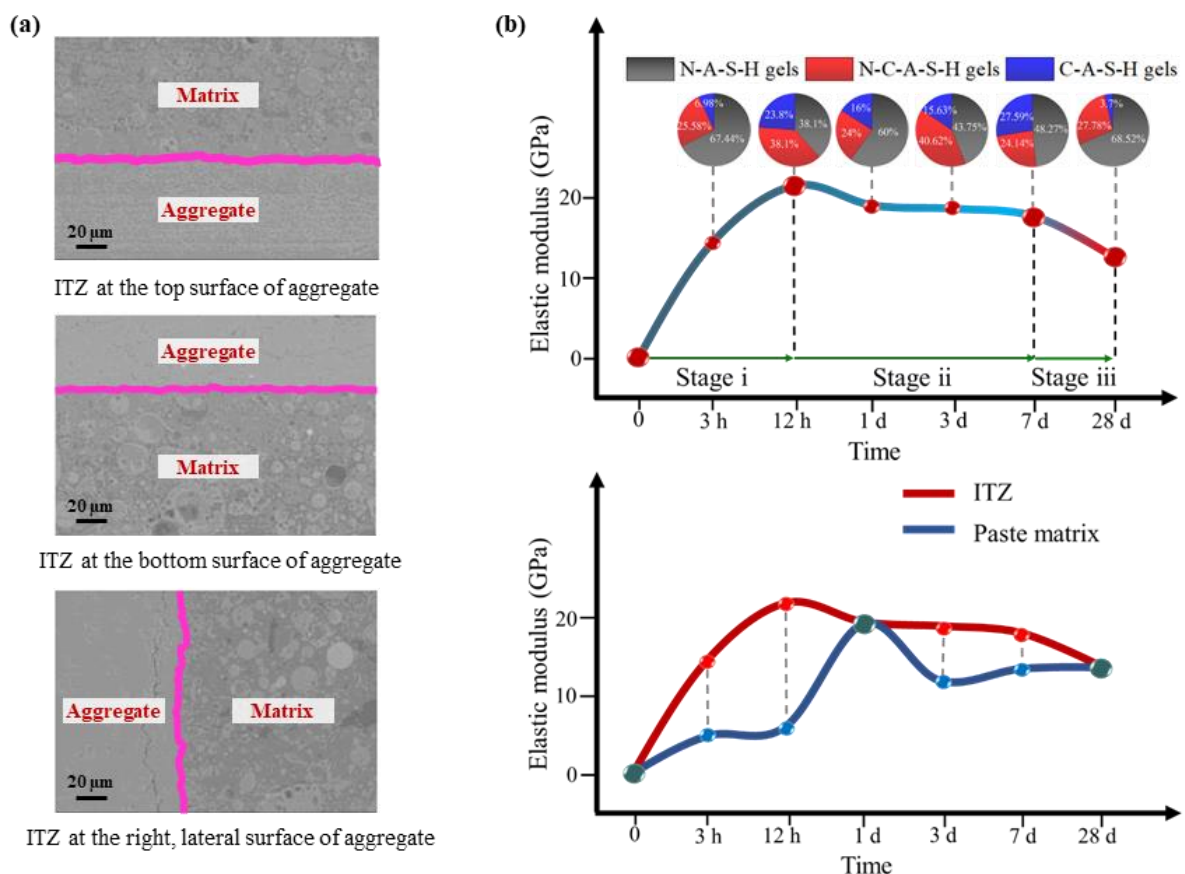 (a)
Matrix
Aggregate
20 μm
ITZ at the top surface of aggregate
Aggregate
Matrix
20 μm
ITZ at the bottom surface of aggregate
Aggregate
Matrix
20 μm
ITZ at the right, lateral surface of aggregate
(b)
N-A-S-H gels N-C-A-S-H gels C-A-S-H gels
6.98% 25.58% 67.44%
23.8% 38.1% 38.1%
16% 24% 60%
15.63% 43.75% 40.62%
27.59% 48.27% 24.14%
3.7% 27.78% 68.52%
Elastic modulus (GPa)
20
10
0
Stage i Stage ii Stage iii
0 3 h 12 h 1 d 3 d 7 d 28 d
Time
ITZ
Paste matrix
Elastic modulus (GPa)
20
10
0
0 3 h 12 h 1 d 3 d 7 d 28 d
Time